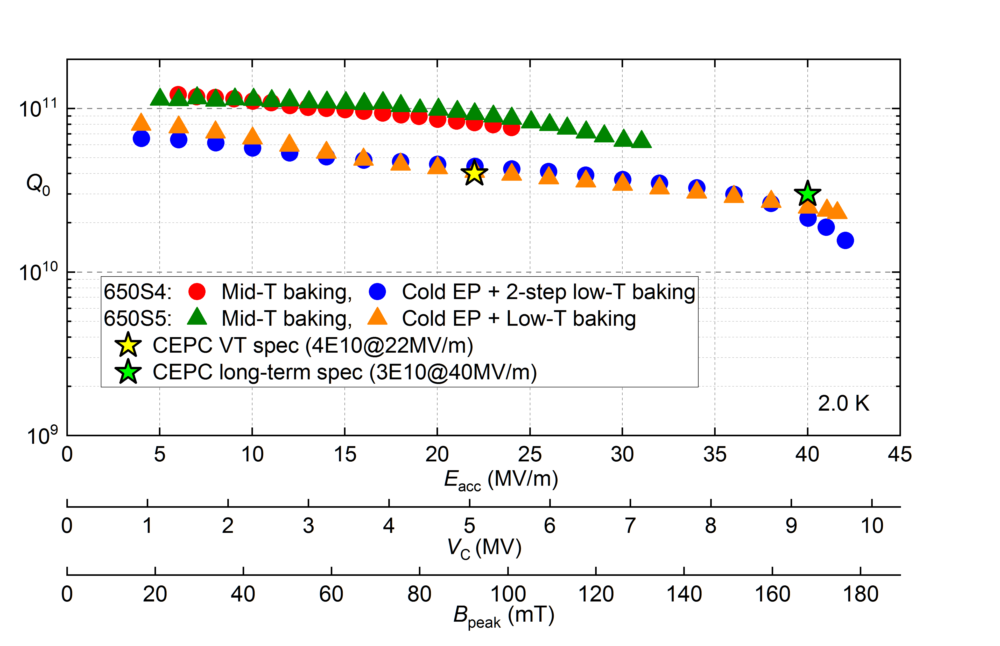 10¹¹
Q₀
10¹⁰
650S4: Mid-T baking, Cold EP + 2-step low-T baking
650S5: Mid-T baking, Cold EP + Low-T baking
CEPC VT spec (4E10@22MV/m)
CEPC long-term spec (3E10@40MV/m)
2.0 K
10⁹
0 5 10 15 20 25 30 35 40 45
E_acc (MV/m)
0 1 2 3 4 5 6 7 8 9 10
V_C (MV)
0 20 40 60 80 100 120 140 160 180
B_peak (mT)